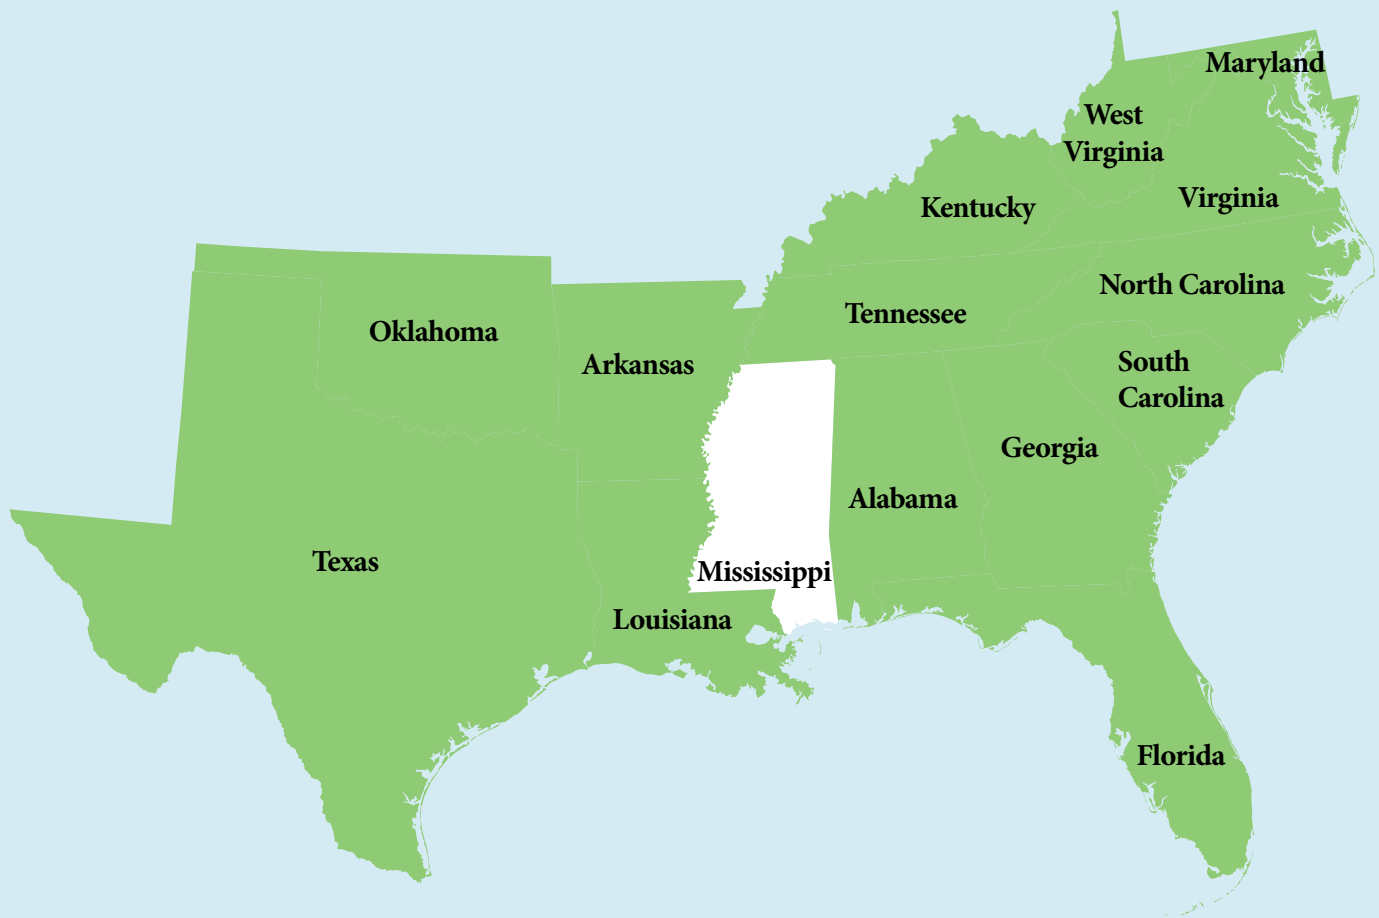 Maryland
West
Virginia
Virginia
Kentucky
North Carolina
Tennessee
Oklahoma
Arkansas
South
Carolina
Georgia
Alabama
Texas
Mississippi
Louisiana
Florida